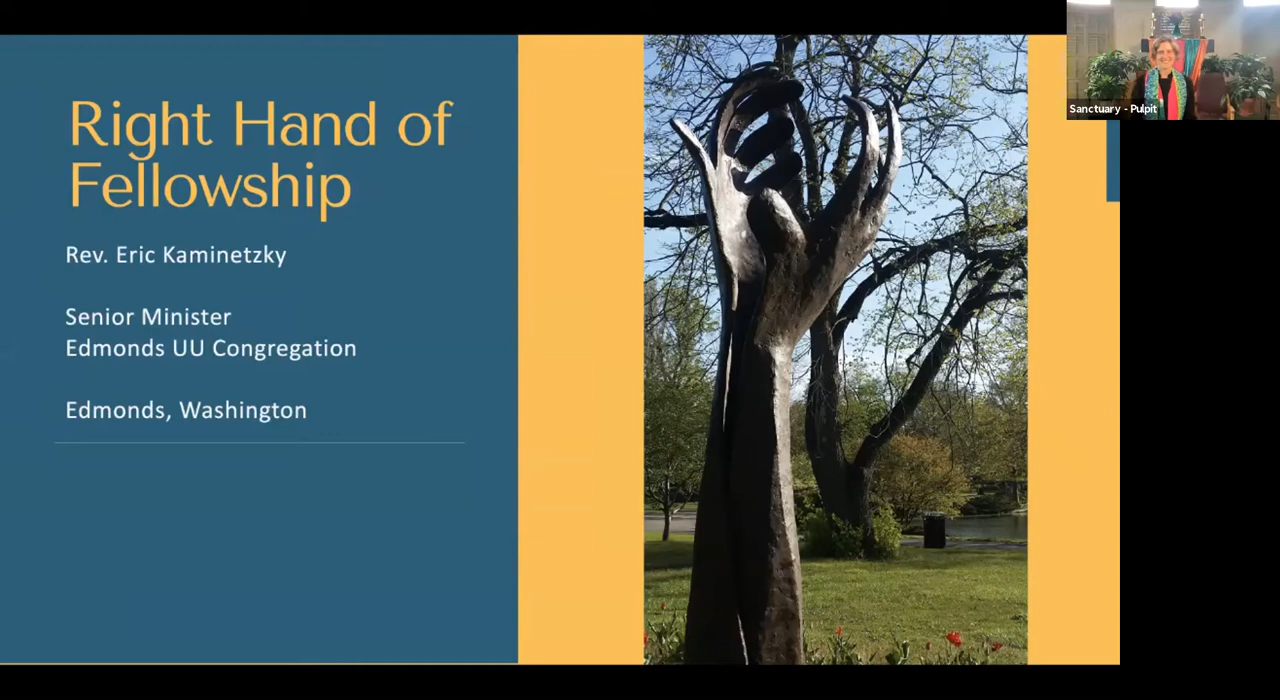 Right Hand of
Fellowship
Rev. Eric Kaminetzky
Senior Minister
Edmonds UU Congregation
Edmonds, Washington
Sanctuary - Pulpit